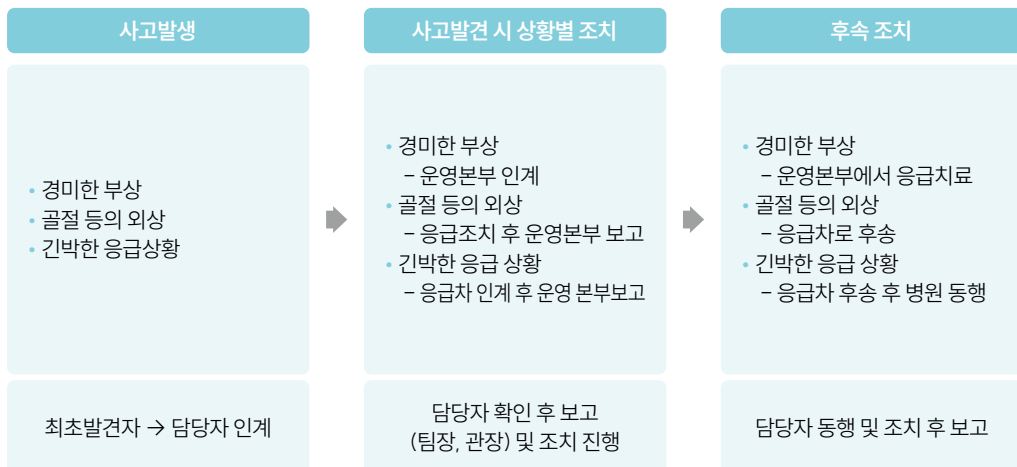 사고발생
• 경미한 부상
• 골절 등의 외상
• 긴박한 응급상황
최초발견자 → 담당자 인계
사고발견 시 상황별 조치
• 경미한 부상
– 운영본부 인계
• 골절 등의 외상
– 응급조치 후 운영본부 보고
• 긴박한 응급 상황
– 응급차 인계 후 운영 본부보고
담당자 확인 후 보고
(팀장, 관장) 및 조치 진행
후속 조치
• 경미한 부상
– 운영본부에서 응급치료
• 골절 등의 외상
– 응급차로 후송
• 긴박한 응급 상황
– 응급차 후송 후 병원 동행
담당자 동행 및 조치 후 보고